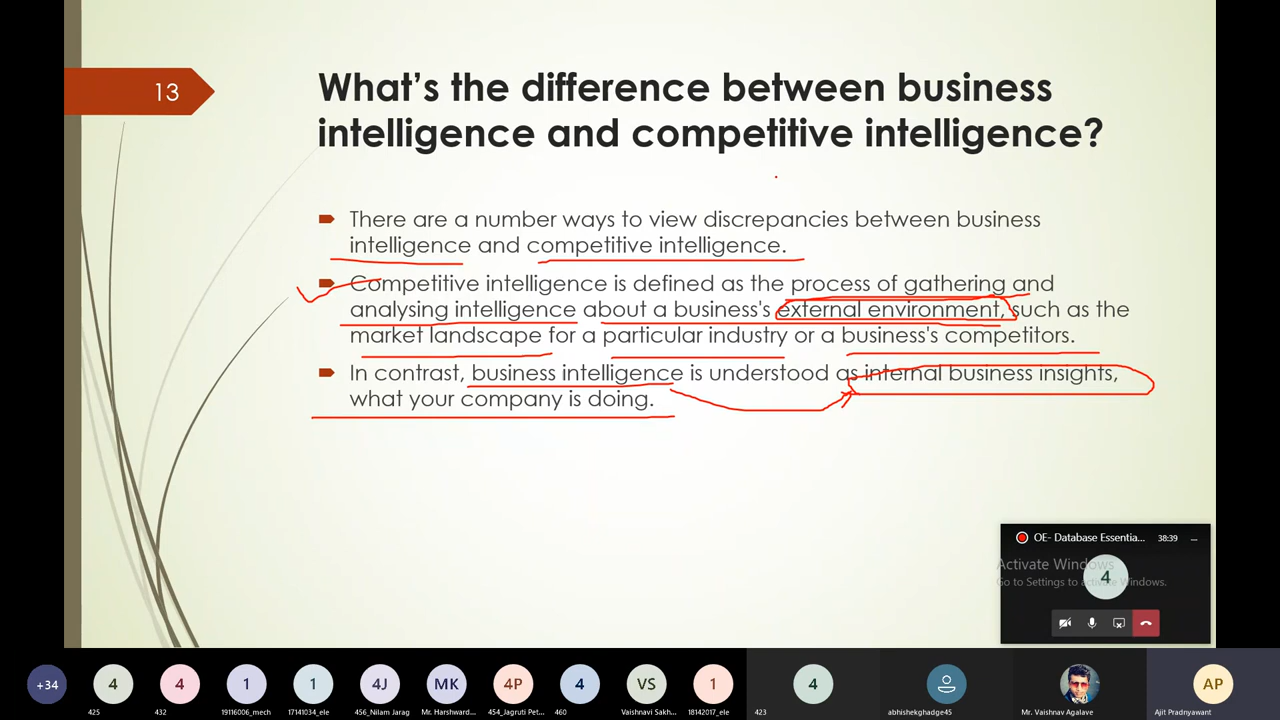 13
What's the difference between business
intelligence and competitive intelligence?
There are a number ways to view discrepancies between business
intelligence and competitive intelligence.
Competitive intelligence is defined as the process of gathering and
analysing intelligence about a business's external environment, such as the
market landscape for a particular industry or a business's competitors.
In contrast, business intelligence is understood as internal business insights,
what your company is doing.
OE- Database Essentia... 38:39
Activate Windows
Go to Settings to activate Windows.
4
+34 4 4 1 1 4J MK 4P 4 VS 1 4 AP
425 432 19116006_mech 17141034_ele 456_Nilam Jarag Mr. Harshward... 454_Jagruti Pet... 460 Vaishnavi Sakh... 18142017_ele 423 abhishekghadge45 Mr. Vaishnav Agalave Ajit Pradnyawant